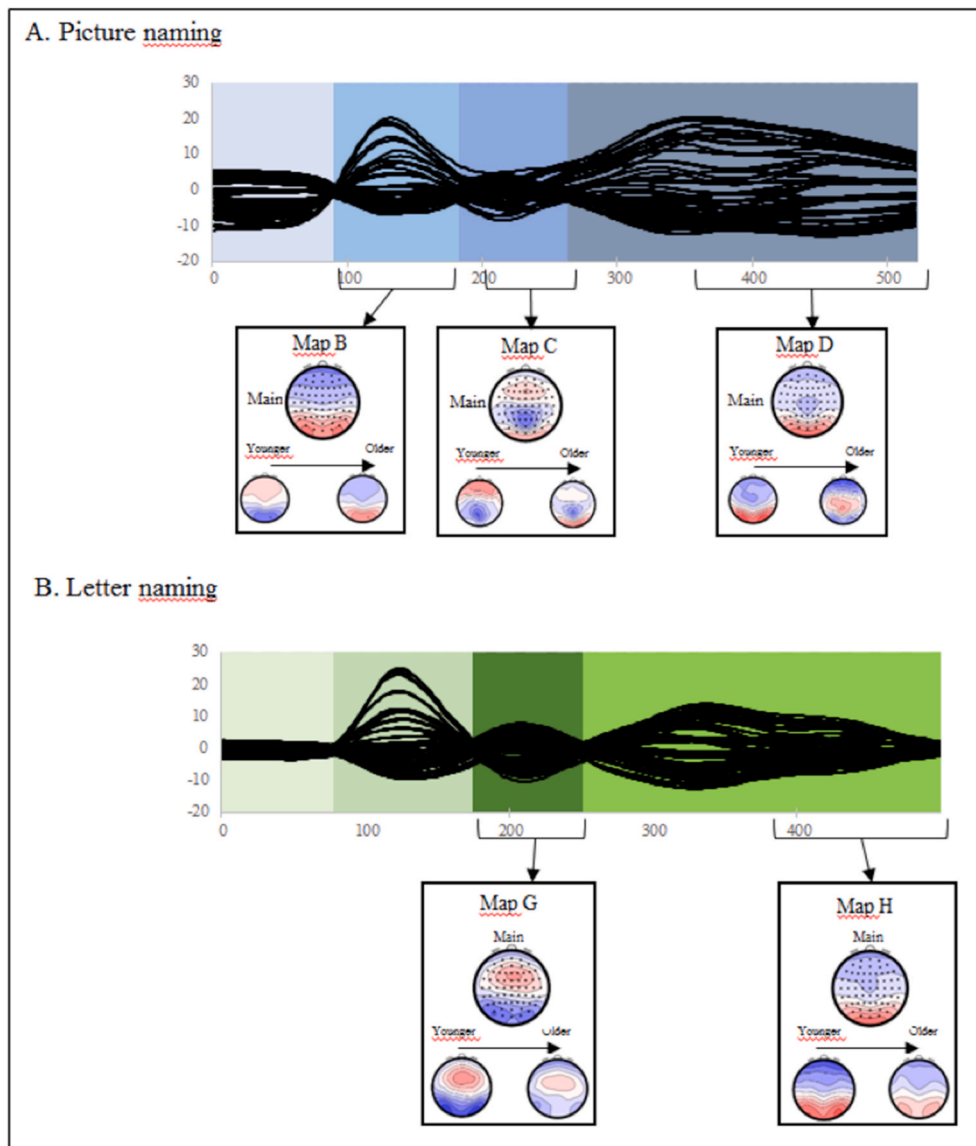 A. Picture naming
30
20
10
0
-10
-20
0 100 200 300 400 500
Map B Map C Map D
Main Main Main
Younger Older Younger Older Younger Older
B. Letter naming
30
20
10
0
-10
-20
0 100 200 300 400
Map G Map H
Main Main
Younger Older Younger Older